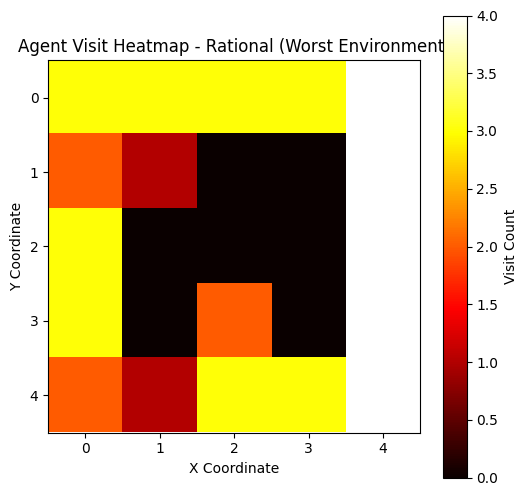 Agent Visit Heatmap - Rational (Worst Environment
0
1
2
3
4
Y Coordinate
0 1 2 3 4
X Coordinate
4.0
3.5
3.0
2.5
2.0
1.5
1.0
0.5
0.0
Visit Count